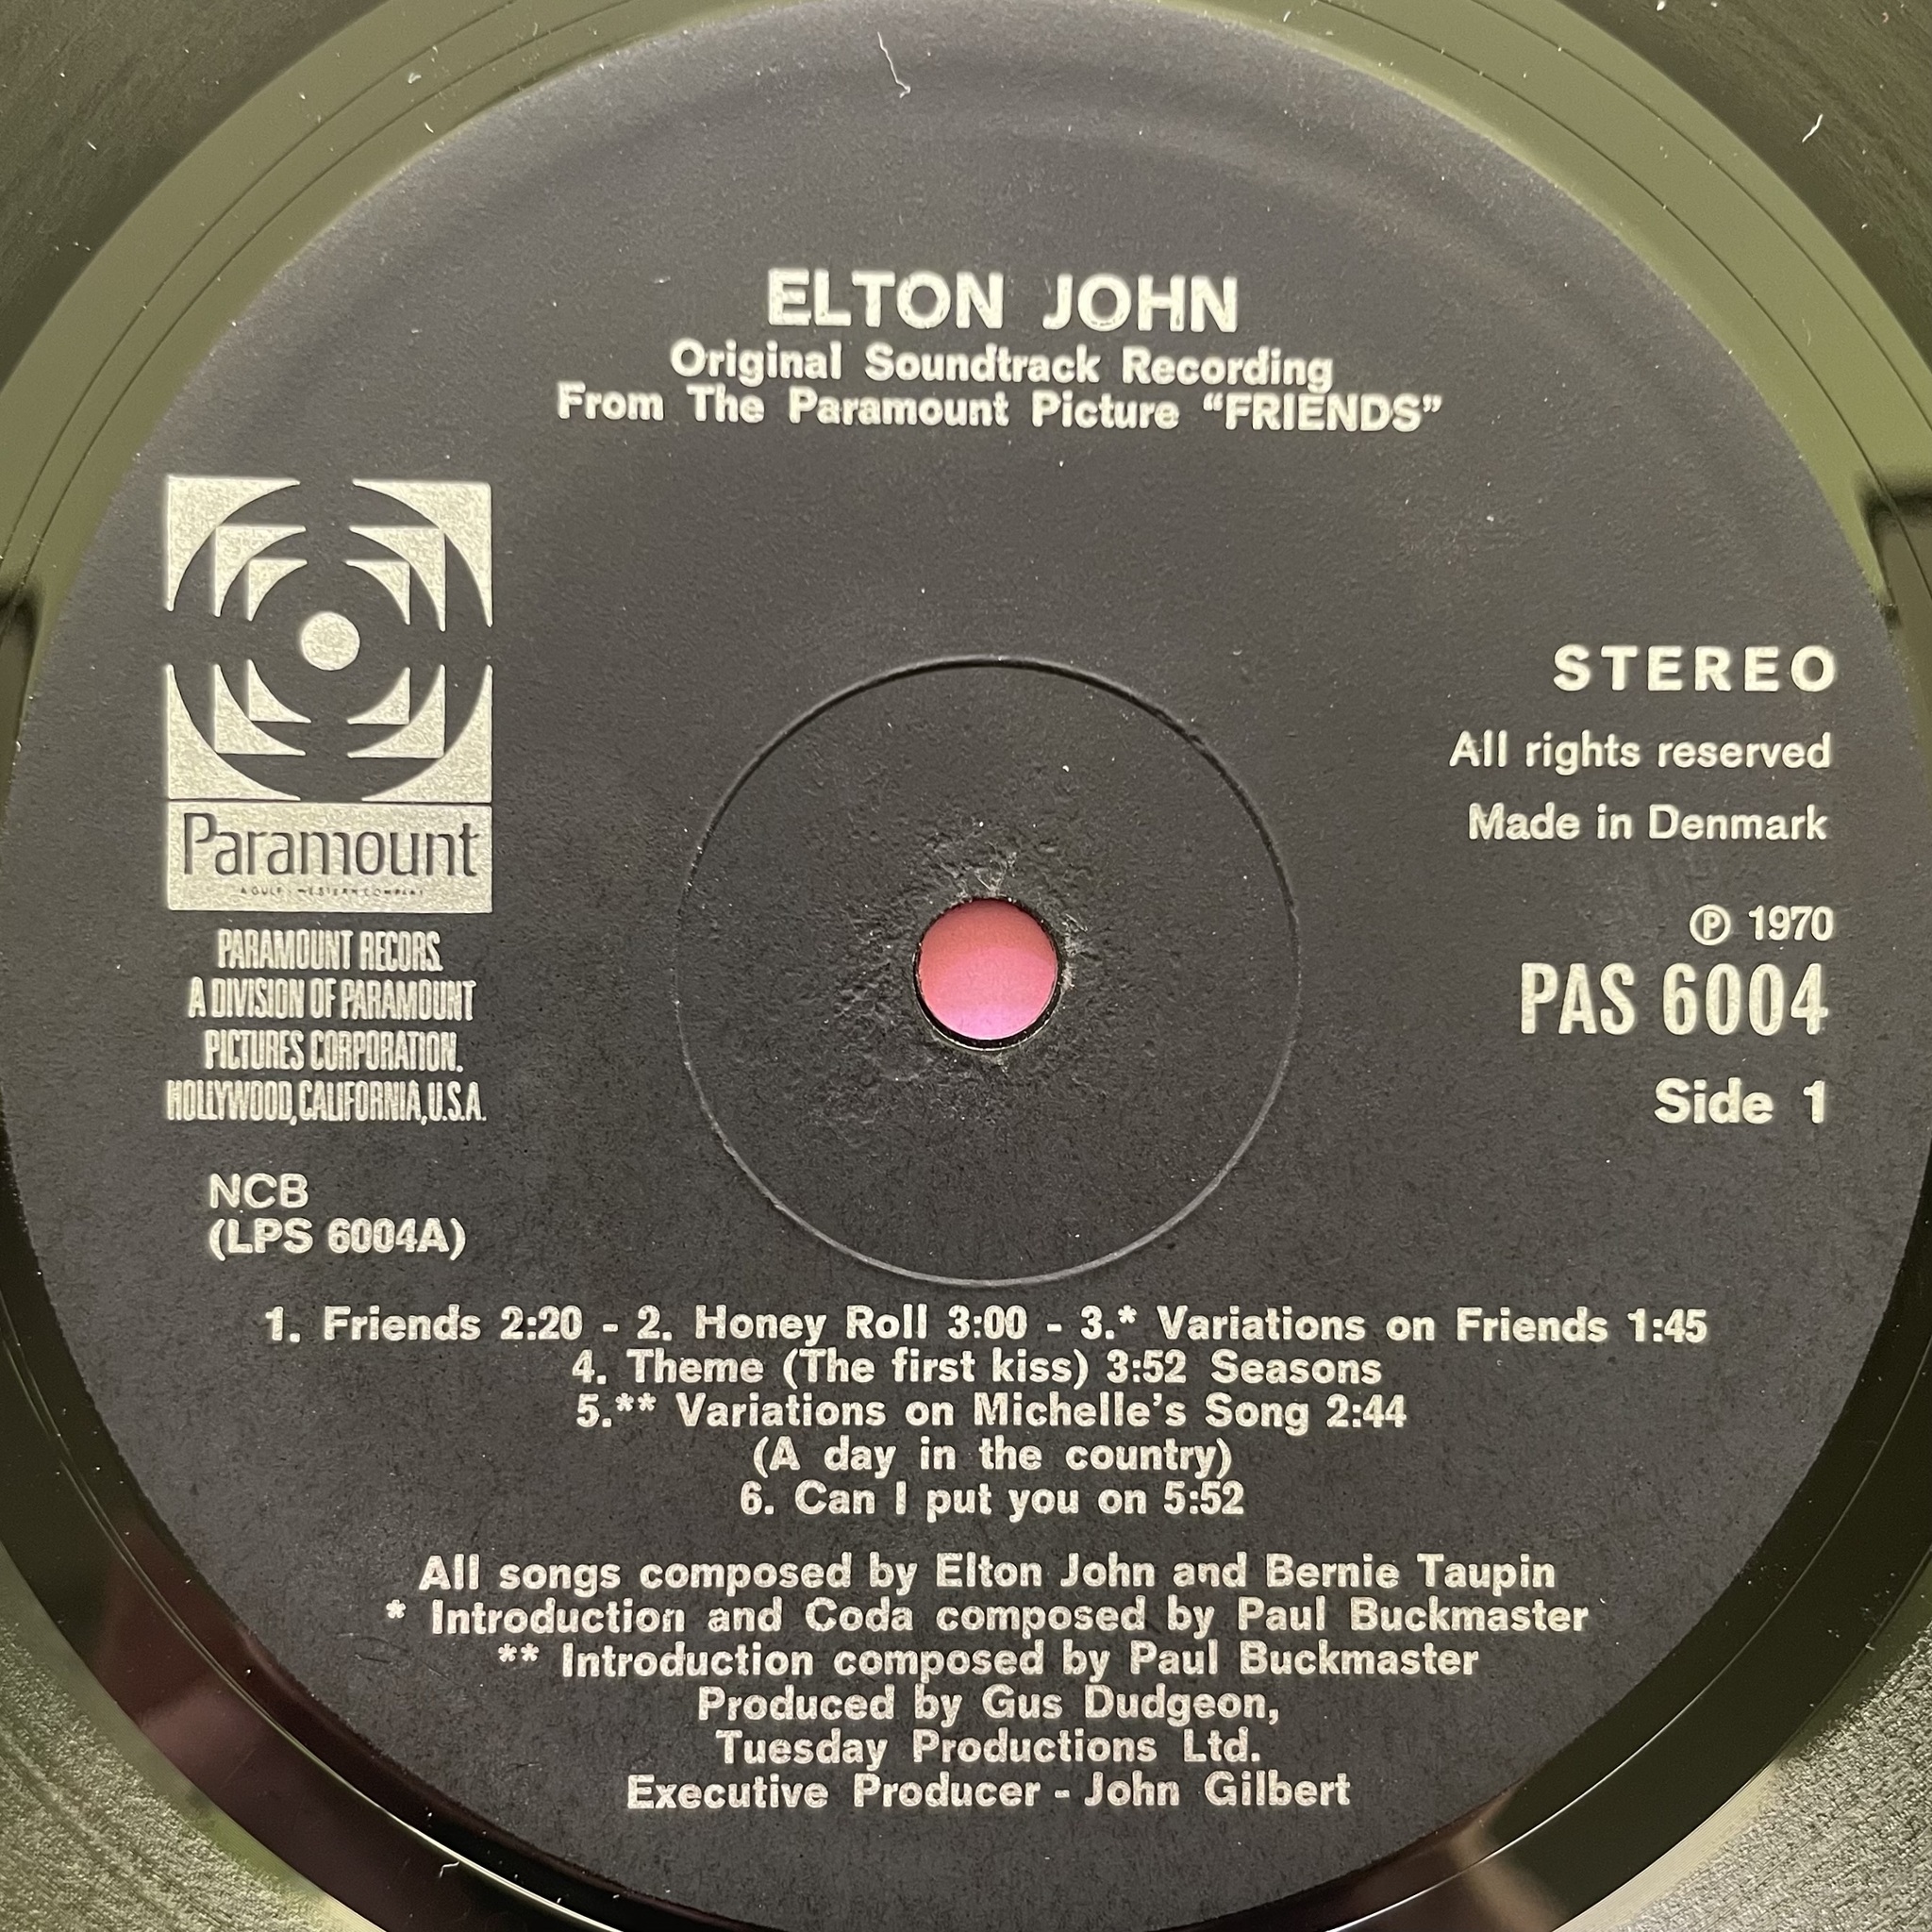 ELTON JOHN
Original Soundtrack Recording
From The Paramount Picture “FRIENDS”
Paramount
A GULF + WESTERN COMPANY
PARAMOUNT RECORS
A DIVISION OF PARAMOUNT
PICTURES CORPORATION.
HOLLYWOOD, CALIFORNIA, U.S.A.
NCB
(LPS 6004A)
STEREO
All rights reserved
Made in Denmark
℗ 1970
PAS 6004
Side 1
1. Friends 2:20 - 2. Honey Roll 3:00 - 3.* Variations on Friends 1:45
4. Theme (The first kiss) 3:52 Seasons
5.** Variations on Michelle’s Song 2:44
(A day in the country)
6. Can I put you on 5:52
All songs composed by Elton John and Bernie Taupin
* Introduction and Coda composed by Paul Buckmaster
** Introduction composed by Paul Buckmaster
Produced by Gus Dudgeon,
Tuesday Productions Ltd.
Executive Producer - John Gilbert